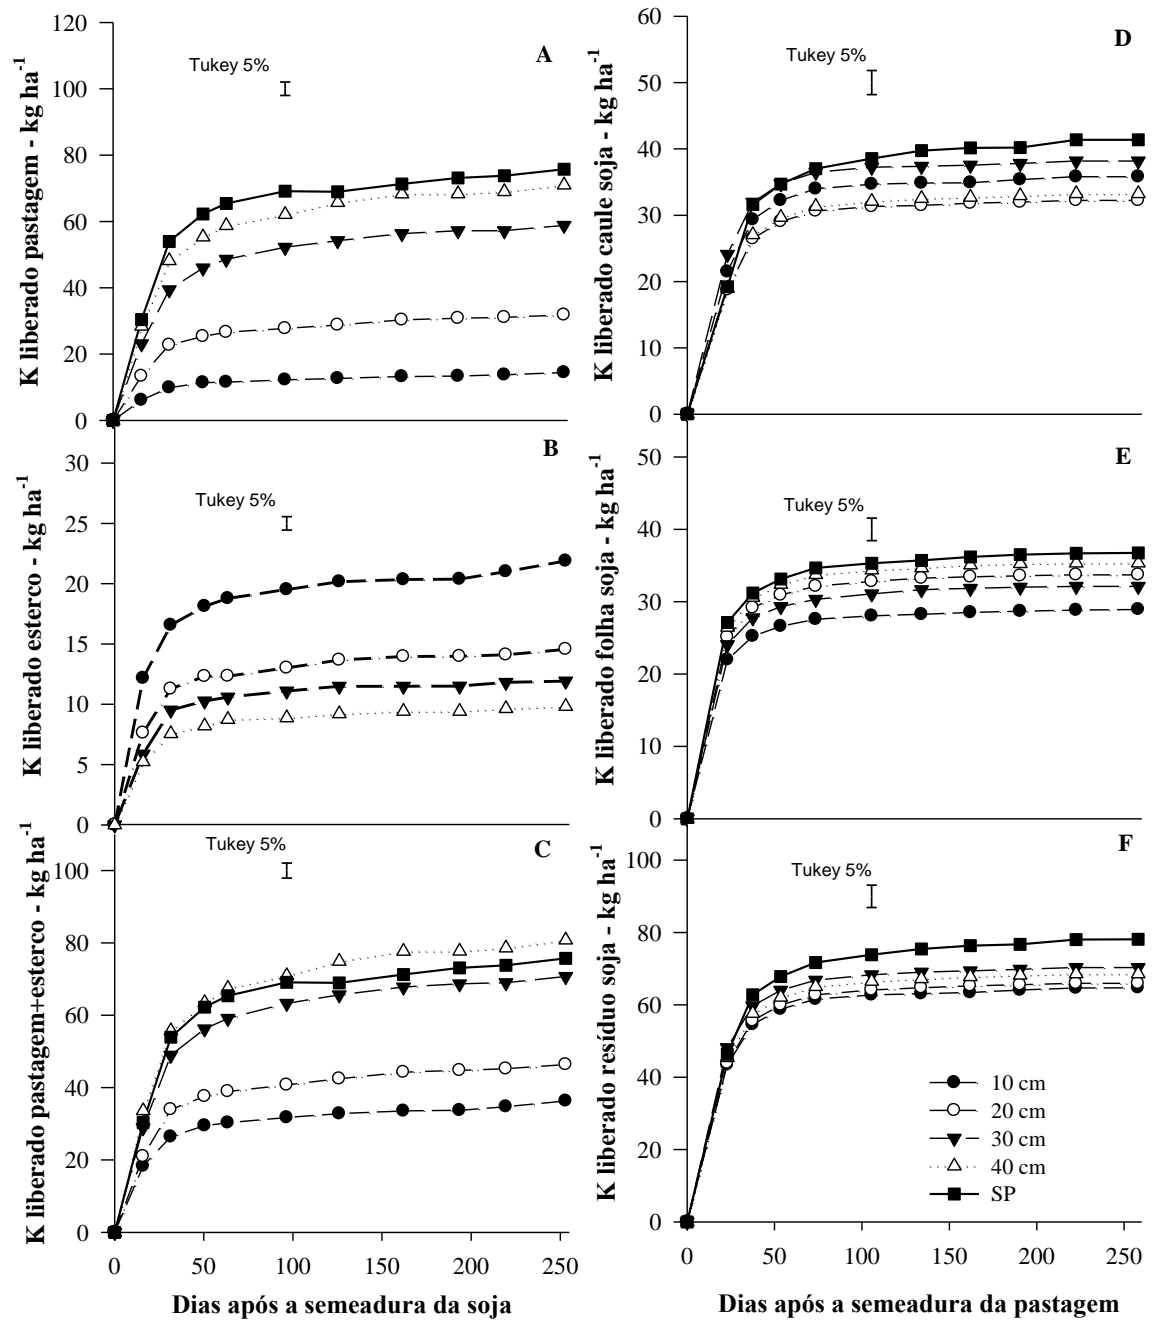 K liberado pastagem - kg ha-1
120
100
80
60
40
20
0
Tukey 5%
A
K liberado esterco - kg ha-1
30
25
20
15
10
5
0
Tukey 5%
B
K liberado pastagem+esterco - kg ha-1
100
80
60
40
20
0
Tukey 5%
C
0 50 100 150 200 250
Dias após a semeadura da soja
K liberado caule soja - kg ha-1
60
50
40
30
20
10
0
Tukey 5%
D
K liberado folha soja - kg ha-1
50
40
30
20
10
0
Tukey 5%
E
K liberado resíduo soja - kg ha-1
100
80
60
40
20
0
Tukey 5%
F
10 cm
20 cm
30 cm
40 cm
SP
0 50 100 150 200 250
Dias após a semeadura da pastagem